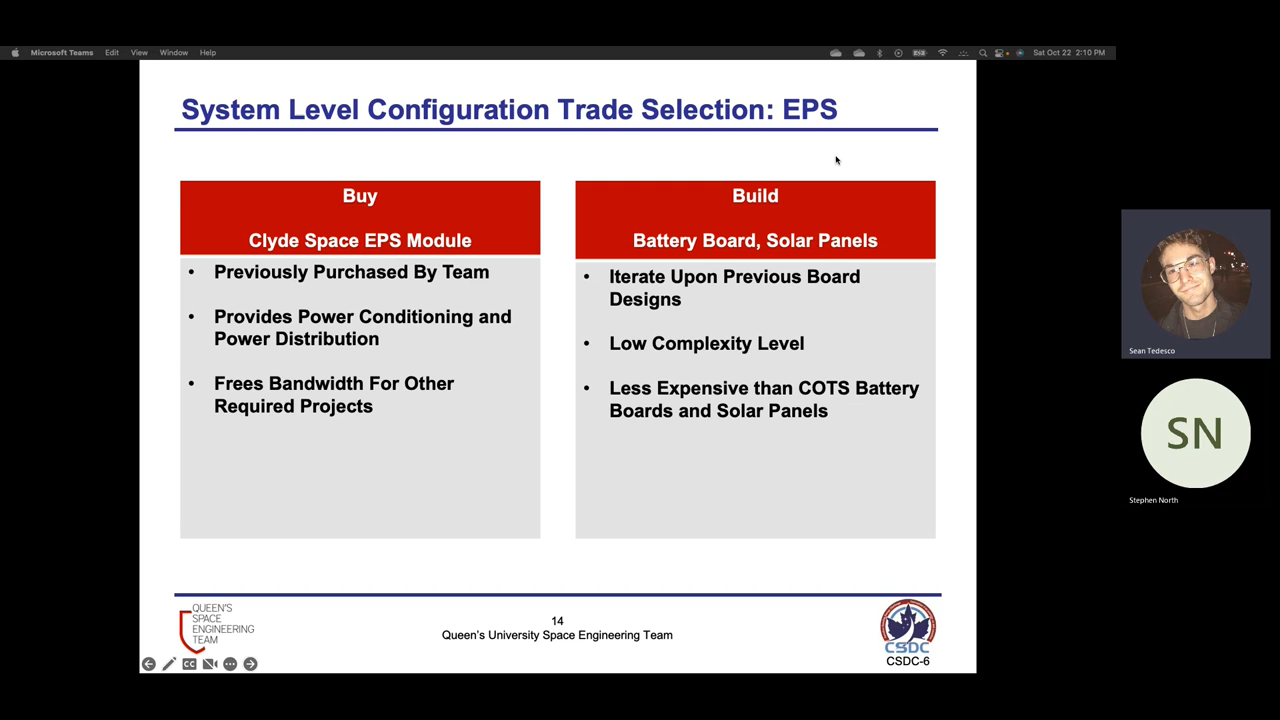 Microsoft Teams Edit View Window Help Sat Oct 22 2:10 PM
System Level Configuration Trade Selection: EPS
Buy
Clyde Space EPS Module
• Previously Purchased By Team
• Provides Power Conditioning and
Power Distribution
• Frees Bandwidth For Other
Required Projects
Build
Battery Board, Solar Panels
• Iterate Upon Previous Board
Designs
• Low Complexity Level
• Less Expensive than COTS Battery
Boards and Solar Panels
QUEEN'S
SPACE
ENGINEERING
TEAM
14
Queen's University Space Engineering Team
CSDC
CSDC-6
CC
Sean Tedesco
SN
Stephen North